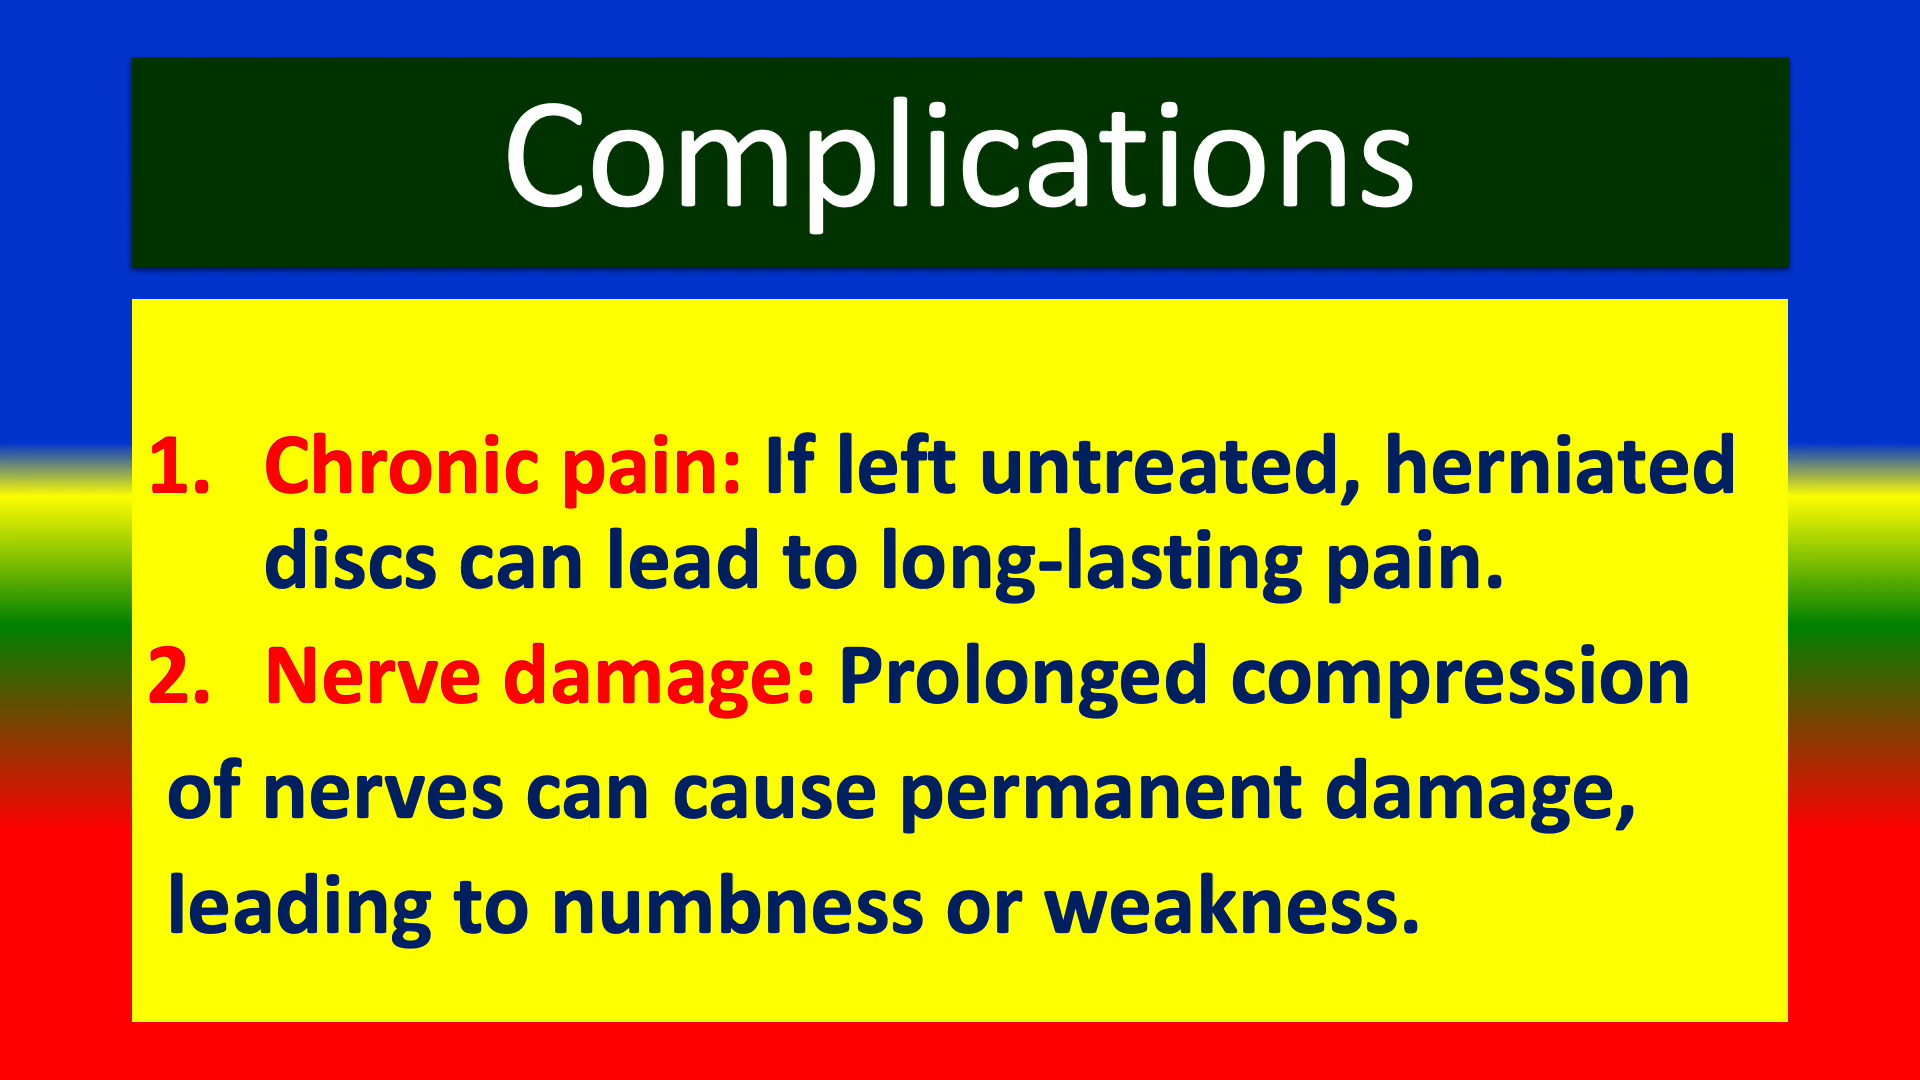 Complications
1. Chronic pain: If left untreated, herniated
discs can lead to long-lasting pain.
2. Nerve damage: Prolonged compression
of nerves can cause permanent damage,
leading to numbness or weakness.